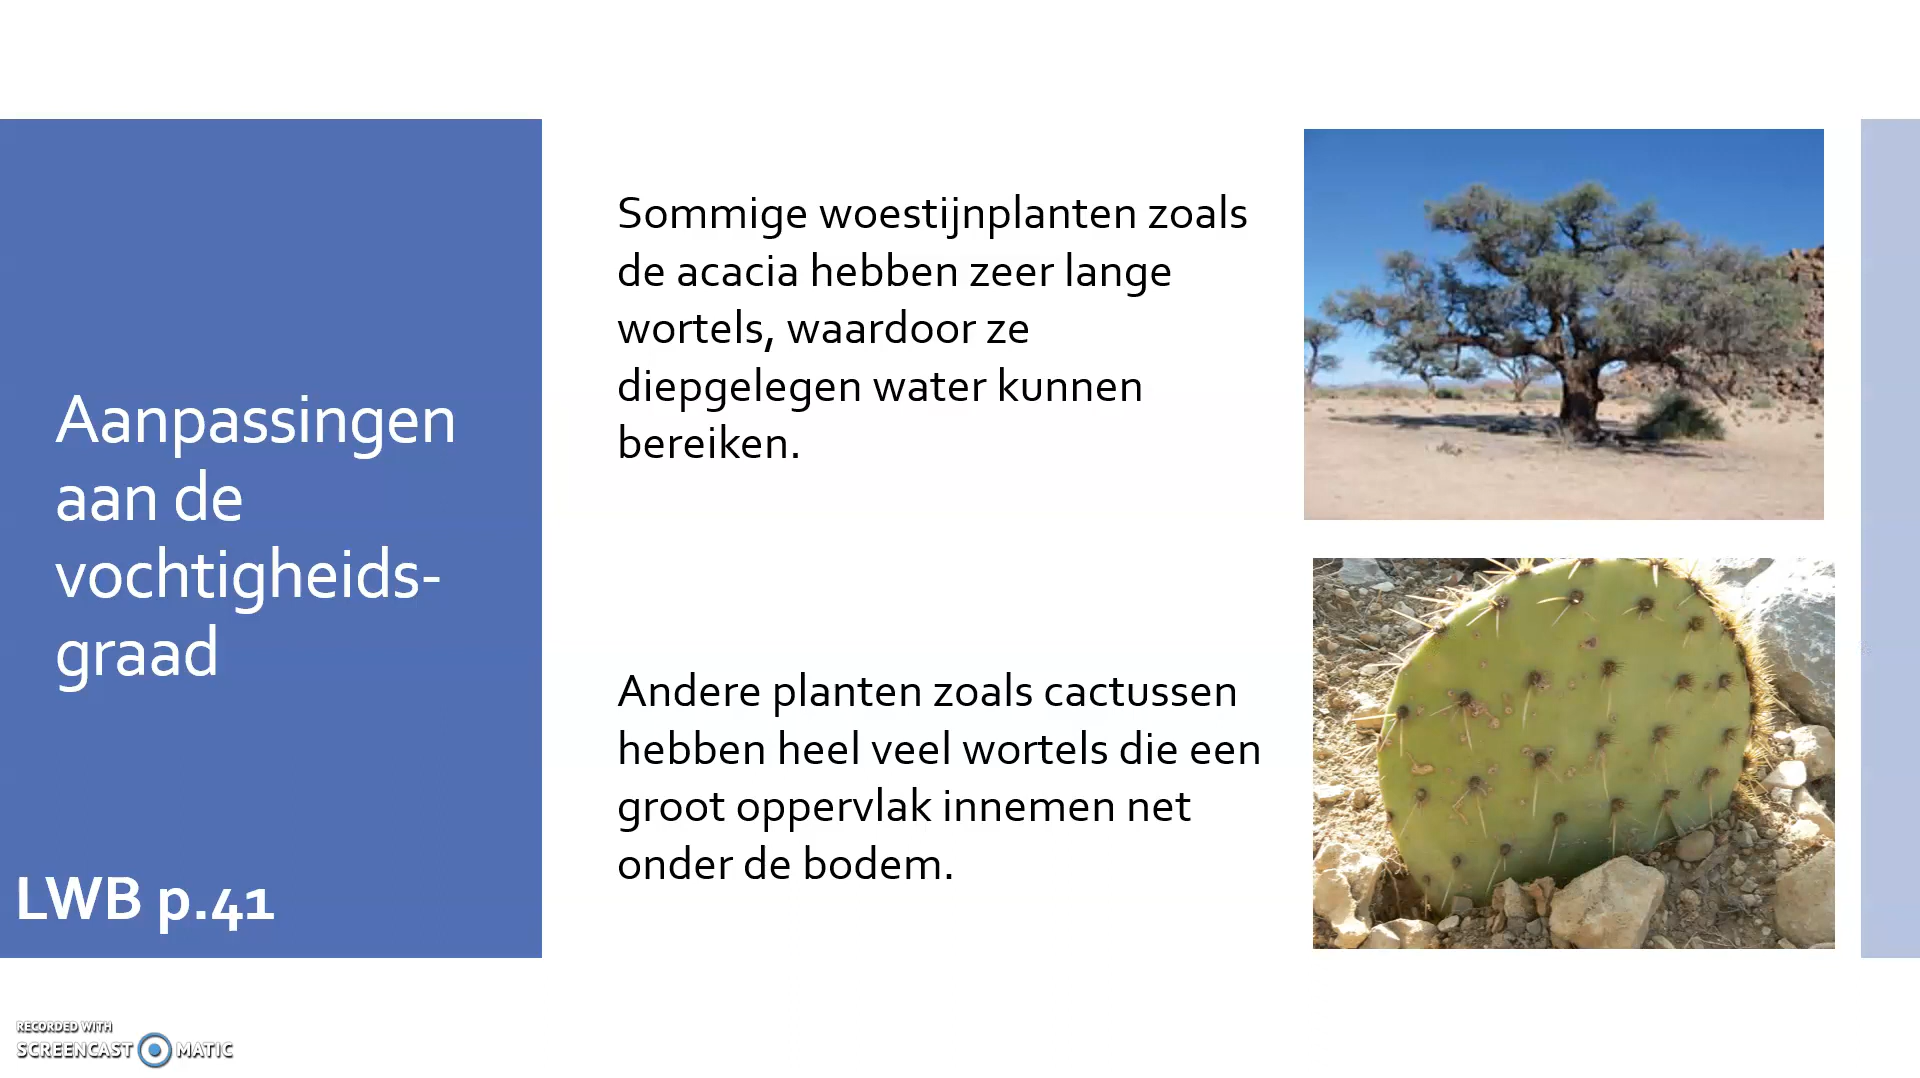 Aanpassingen
aan de
vochtigheids-
graad
LWB p.41
Sommige woestijnplanten zoals
de acacia hebben zeer lange
wortels, waardoor ze
diepgelegen water kunnen
bereiken.
Andere planten zoals cactussen
hebben heel veel wortels die een
groot oppervlak innemen net
onder de bodem.
RECORDED WITH
SCREENCAST MATIC